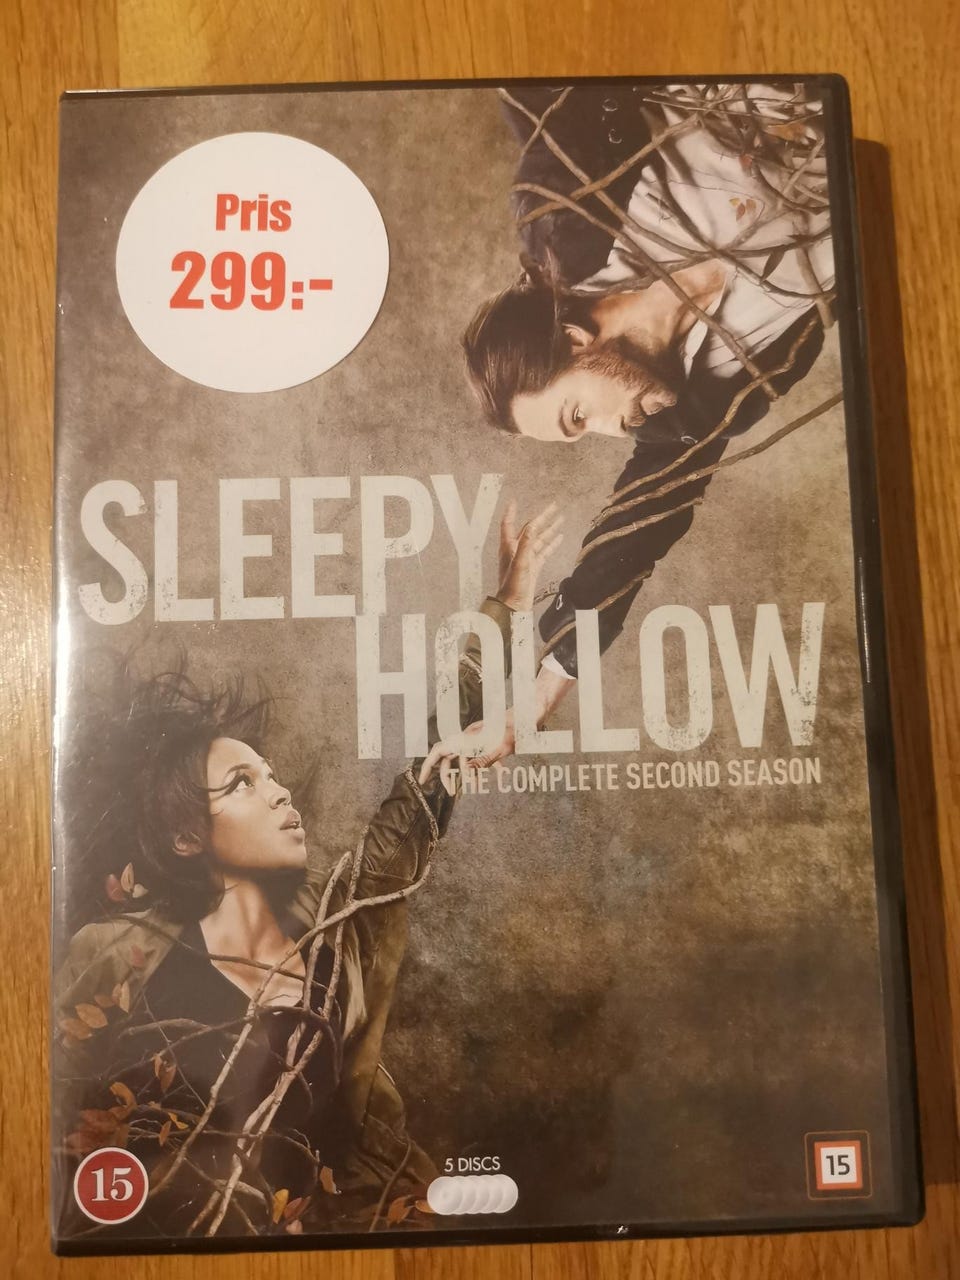 Pris
299:-
SLEEPY
HOLLOW
THE COMPLETE SECOND SEASON
5 DISCS
15
15